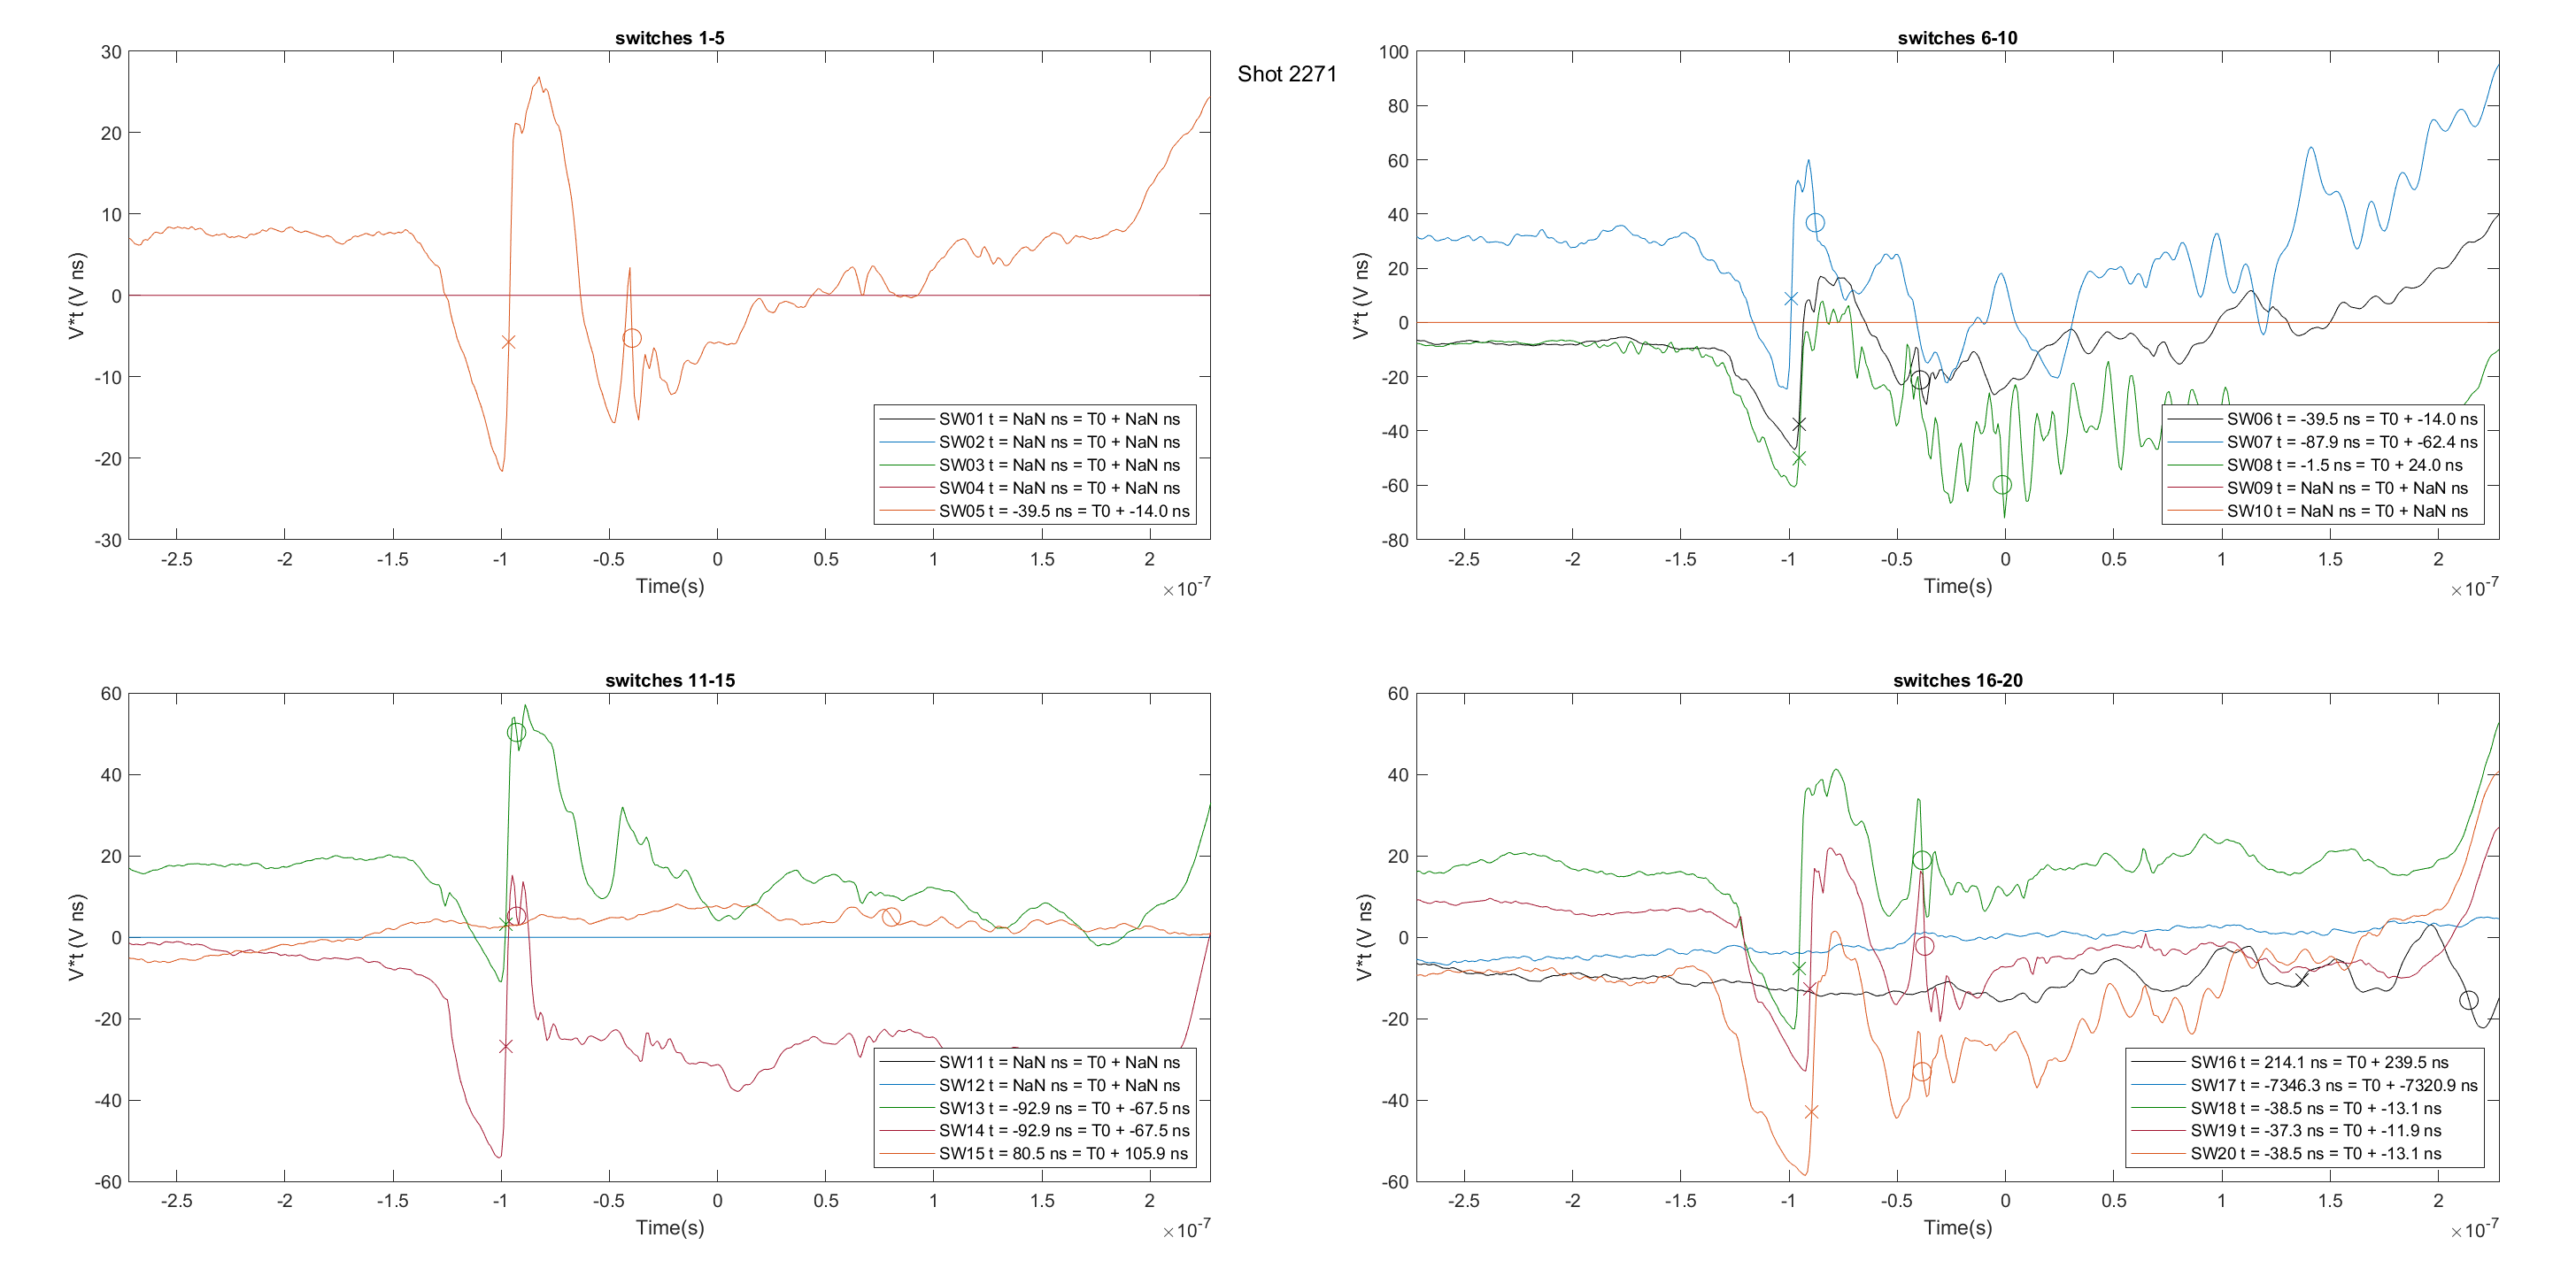 Shot 2271
switches 1-5
30
20
10
0
-10
-20
-30
V*t (V ns)
-2.5 -2 -1.5 -1 -0.5 0 0.5 1 1.5 2
Time(s)
×10-7
SW01 t = NaN ns = T0 + NaN ns
SW02 t = NaN ns = T0 + NaN ns
SW03 t = NaN ns = T0 + NaN ns
SW04 t = NaN ns = T0 + NaN ns
SW05 t = -39.5 ns = T0 + -14.0 ns
switches 6-10
100
80
60
40
20
0
-20
-40
-60
-80
V*t (V ns)
-2.5 -2 -1.5 -1 -0.5 0 0.5 1 1.5 2
Time(s)
×10-7
SW06 t = -39.5 ns = T0 + -14.0 ns
SW07 t = -87.9 ns = T0 + -62.4 ns
SW08 t = -1.5 ns = T0 + 24.0 ns
SW09 t = NaN ns = T0 + NaN ns
SW10 t = NaN ns = T0 + NaN ns
switches 11-15
60
40
20
0
-20
-40
-60
V*t (V ns)
-2.5 -2 -1.5 -1 -0.5 0 0.5 1 1.5 2
Time(s)
×10-7
SW11 t = NaN ns = T0 + NaN ns
SW12 t = NaN ns = T0 + NaN ns
SW13 t = -92.9 ns = T0 + -67.5 ns
SW14 t = -92.9 ns = T0 + -67.5 ns
SW15 t = 80.5 ns = T0 + 105.9 ns
switches 16-20
60
40
20
0
-20
-40
-60
V*t (V ns)
-2.5 -2 -1.5 -1 -0.5 0 0.5 1 1.5 2
Time(s)
×10-7
SW16 t = 214.1 ns = T0 + 239.5 ns
SW17 t = -7346.3 ns = T0 + -7320.9 ns
SW18 t = -38.5 ns = T0 + -13.1 ns
SW19 t = -37.3 ns = T0 + -11.9 ns
SW20 t = -38.5 ns = T0 + -13.1 ns